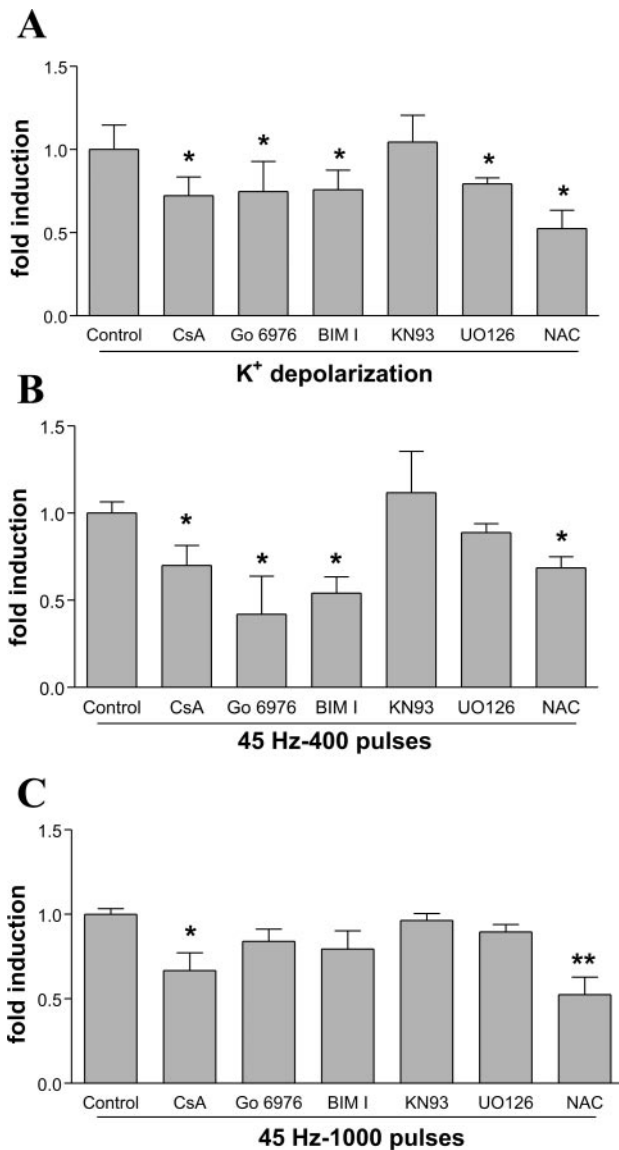 A
fold induction
1.5
1.0
0.5
0.0
* * * * *
Control CsA Go 6976 BIM I KN93 UO126 NAC
K+ depolarization
B
fold induction
1.5
1.0
0.5
0.0
* * * *
Control CsA Go 6976 BIM I KN93 UO126 NAC
45 Hz-400 pulses
C
fold induction
1.5
1.0
0.5
0.0
* **
Control CsA Go 6976 BIM I KN93 UO126 NAC
45 Hz-1000 pulses